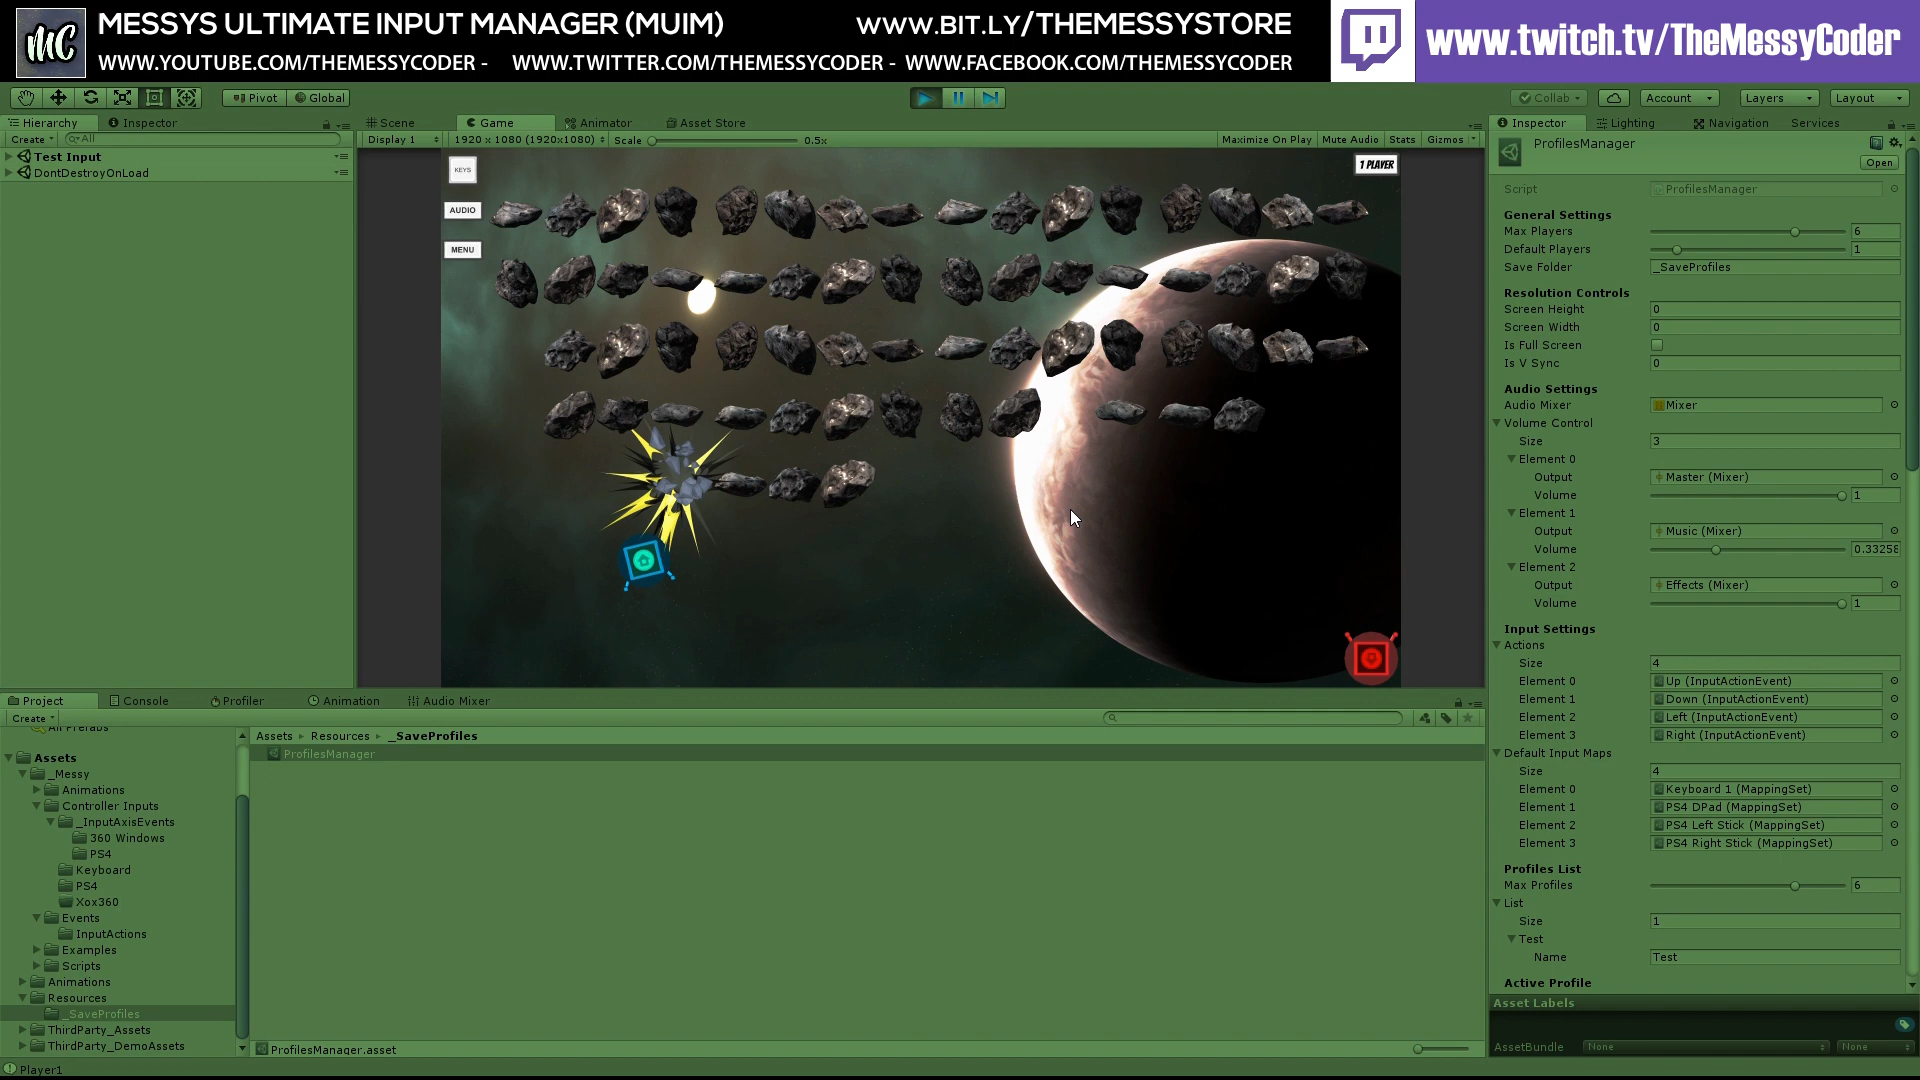 MC
MESSYS ULTIMATE INPUT MANAGER (MUIM)
WWW.BIT.LY/THEMESSYSTORE
WWW.YOUTUBE.COM/THEMESSYCODER - WWW.TWITTER.COM/THEMESSYCODER - WWW.FACEBOOK.COM/THEMESSYCODER
www.twitch.tv/TheMessyCoder
Pivot Global
Collab Account Layers Layout
Hierarchy Inspector
Create All
Test Input
DontDestroyOnLoad
Scene Game Animator Asset Store
Display 1 1920 x 1080 (1920x1080) Scale 0.5x Maximize On Play Mute Audio Stats Gizmos
KEYS
AUDIO
MENU
1 PLAYER
Inspector Lighting Navigation Services
ProfilesManager
Open
Script ProfilesManager
General Settings
Max Players 6
Default Players 1
Save Folder _SaveProfiles
Resolution Controls
Screen Height 0
Screen Width 0
Is Full Screen
Is V Sync 0
Audio Settings
Audio Mixer Mixer
Volume Control
Size 3
Element 0
Output Master (Mixer)
Volume 1
Element 1
Output Music (Mixer)
Volume 0.33258
Element 2
Output Effects (Mixer)
Volume 1
Input Settings
Actions
Size 4
Element 0 Up (InputActionEvent)
Element 1 Down (InputActionEvent)
Element 2 Left (InputActionEvent)
Element 3 Right (InputActionEvent)
Default Input Maps
Size 4
Element 0 Keyboard 1 (MappingSet)
Element 1 PS4 DPad (MappingSet)
Element 2 PS4 Left Stick (MappingSet)
Element 3 PS4 Right Stick (MappingSet)
Profiles List
Max Profiles 6
List
Size 1
Test
Name Test
Active Profile
Asset Labels
AssetBundle None None
Project Console Profiler Animation Audio Mixer
Create
All Prefabs
Assets
_Messy
Animations
Controller Inputs
_InputAxisEvents
360 Windows
PS4
Keyboard
PS4
Xox360
Events
InputActions
Examples
Scripts
Animations
Resources
_SaveProfiles
ThirdParty_Assets
ThirdParty_DemoAssets
Assets Resources _SaveProfiles
ProfilesManager
ProfilesManager.asset
Player1